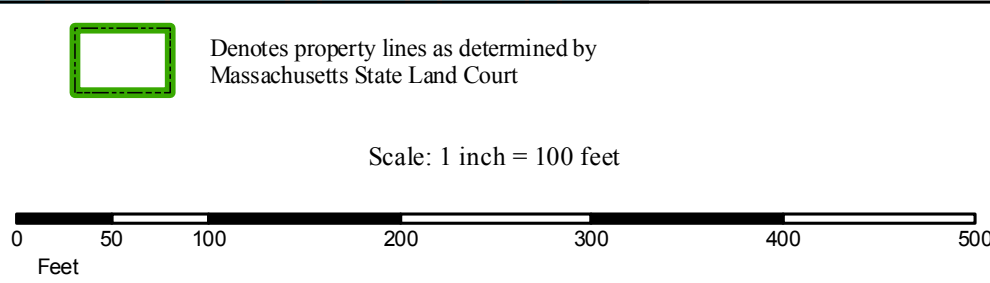 Denotes property lines as determined by
Massachusetts State Land Court
Scale: 1 inch = 100 feet
0 50 100 200 300 400 500
Feet